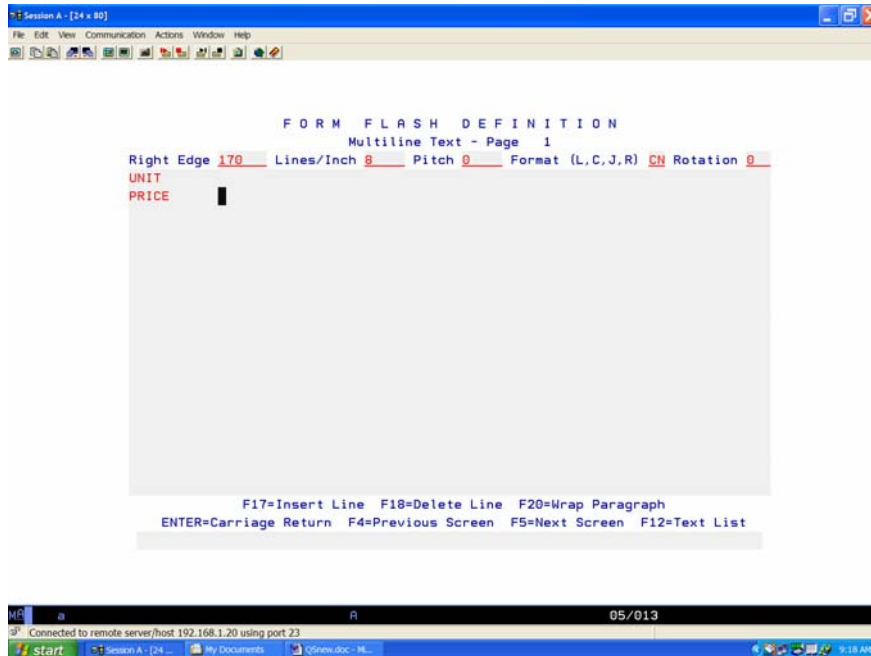 Session A - [24 x 80]
File Edit View Communication Actions Window Help
FORM FLASH DEFINITION
Multiline Text - Page 1
Right Edge 170 Lines/Inch 8 Pitch 0 Format (L,C,J,R) CN Rotation 0
UNIT
PRICE
F17=Insert Line F18=Delete Line F20=Wrap Paragraph
ENTER=Carriage Return F4=Previous Screen F5=Next Screen F12=Text List
MA a A 05/013
Connected to remote server/host 192.168.1.20 using port 23
start Session A - [24 ... My Documents QSnew.doc - M... 9:18 AM